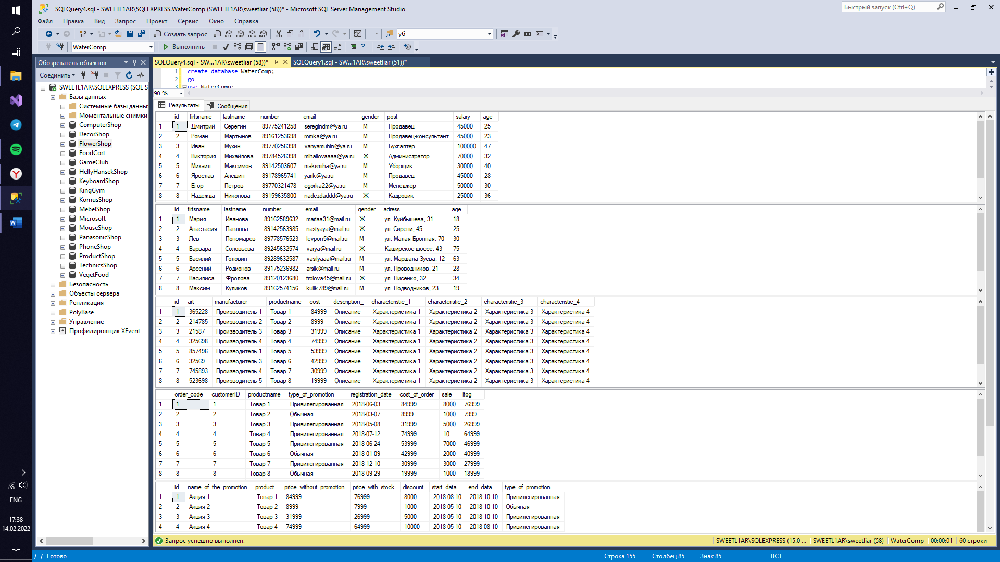 SQLQuery4.sql - SWEETL1AR\SQLEXPRESS.WaterComp (SWEETL1AR\sweetliar (58))* - Microsoft SQL Server Management Studio
Быстрый запуск (Ctrl+Q)
Файл Правка Вид Запрос Проект Сервис Окно Справка
Создать запрос уб
WaterComp Выполнить
Обозреватель объектов
Соединить
SWEETL1AR\SQLEXPRESS (SQL S
Базы данных
Системные базы данны
Моментальные снимки
ComputerShop
DecorShop
FlowerShop
FoodCort
GameClub
HellyHansekShop
KeyboardShop
KingGym
KomusShop
MebelShop
Microsoft
MouseShop
PanasonicShop
PhoneShop
ProductShop
TechnicsShop
VegetFood
Безопасность
Объекты сервера
Репликация
PolyBase
Управление
Профилировщик XEvent
SQLQuery4.sql - SW...1AR\sweetliar (58))* SQLQuery1.sql - SW...1AR\sweetliar (51))*
1 create database WaterComp;
2 go
3 use WaterComp;
90 %
Результаты Сообщения
id firtsname lastname number email gender post salary age
1 1 Дмитрий Серегин 89775241258 seregindm@ya.ru М Продавец 45000 25
2 2 Роман Мартынов 89161253698 romka@ya.ru М Продавец-консультант 45000 23
3 3 Иван Мухин 89770256398 vanyamuhin@ya.ru М Бухгалтер 100000 47
4 4 Виктория Михайлова 89784526398 mihailovaaaa@ya.ru Ж Администратор 70000 32
5 5 Михаил Максимов 89142503607 maksmiha@ya.ru М Уборщик 30000 40
6 6 Ярослав Алешин 89178965741 yarik@ya.ru М Продавец 45000 28
7 7 Егор Петров 89770321478 egorka22@ya.ru М Менеджер 50000 30
8 8 Надежда Никонова 89159635800 nadezdaddd@ya.ru Ж Кадровик 25000 36
id firtsname lastname number email gender adress age
1 1 Мария Иванова 89162589632 mariaa31@mail.ru Ж ул. Куйбышева, 31 18
2 2 Анастасия Павлова 89142563985 nastyaya@mail.ru Ж ул. Сирени, 45 25
3 3 Лев Пономарев 89778576523 levpon5@mail.ru М ул. Малая Бронная, 70 30
4 4 Варвара Соловьева 89245632574 varya@mail.ru Ж Каширское шоссе, 43 75
5 5 Василий Головин 89289632587 vasilyaaa@mail.ru М ул. Маршала Зуева, 12 63
6 6 Арсений Родионов 89175236982 arsik@mail.ru М ул. Проводников, 21 28
7 7 Василиса Фролова 89120123680 frolova45@mail.ru Ж ул. Лисенко, 32 34
8 8 Максим Куликов 89162574156 kulik789@mail.ru М ул. Подводников, 23 19
id art manufacturer productname cost description_ characteristic_1 characteristic_2 characteristic_3 characteristic_4
1 1 365228 Производитель 1 Товар 1 84999 Описание Характеристика 1 Характеристика 2 Характеристика 3 Характеристика 4
2 2 214785 Производитель 2 Товар 2 8999 Описание Характеристика 1 Характеристика 2 Характеристика 3 Характеристика 4
3 3 21587 Производитель 3 Товар 3 31999 Описание Характеристика 1 Характеристика 2 Характеристика 3 Характеристика 4
4 4 325698 Производитель 4 Товар 4 74999 Описание Характеристика 1 Характеристика 2 Характеристика 3 Характеристика 4
5 5 857496 Производитель 1 Товар 5 53999 Описание Характеристика 1 Характеристика 2 Характеристика 3 Характеристика 4
6 6 32569 Производитель 3 Товар 6 42999 Описание Характеристика 1 Характеристика 2 Характеристика 3 Характеристика 4
7 7 745893 Производитель 4 Товар 7 30999 Описание Характеристика 1 Характеристика 2 Характеристика 3 Характеристика 4
8 8 523698 Производитель 5 Товар 8 19999 Описание Характеристика 1 Характеристика 2 Характеристика 3 Характеристика 4
order_code customerID productname type_of_promotion registration_date cost_of_order sale itog
1 1 1 Товар 1 Привилегированная 2018-06-03 84999 8000 76999
2 2 2 Товар 2 Обычная 2018-03-07 8999 1000 7999
3 3 3 Товар 3 Привилегированная 2018-05-08 31999 5000 26999
4 4 4 Товар 4 Привилегированная 2018-07-12 74999 10... 64999
5 5 5 Товар 5 Привилегированная 2018-06-24 53999 7000 46999
6 6 6 Товар 6 Обычная 2018-01-09 42999 2000 40999
7 7 7 Товар 7 Привилегированная 2018-12-10 30999 3000 27999
8 8 8 Товар 8 Обычная 2018-09-29 19999 1000 18999
id name_of_the_promotion product price_without_promotion price_with_stock discount start_data end_data type_of_promotion
1 1 Акция 1 Товар 1 84999 76999 8000 2018-08-10 2018-10-10 Привилегированная
2 2 Акция 2 Товар 2 8999 7999 1000 2018-05-10 2018-10-10 Обычная
3 3 Акция 3 Товар 3 31999 26999 5000 2018-05-10 2018-10-10 Привилегированная
4 4 Акция 4 Товар 4 74999 64999 10000 2018-05-10 2018-08-10 Привилегированная
Запрос успешно выполнен. SWEETL1AR\SQLEXPRESS (15.0 ... SWEETL1AR\sweetliar (58) WaterComp 00:00:01 60 строки
Готово Строка 155 Столбец 85 Знак 85 ВСТ
ENG
17:38
14.02.2022